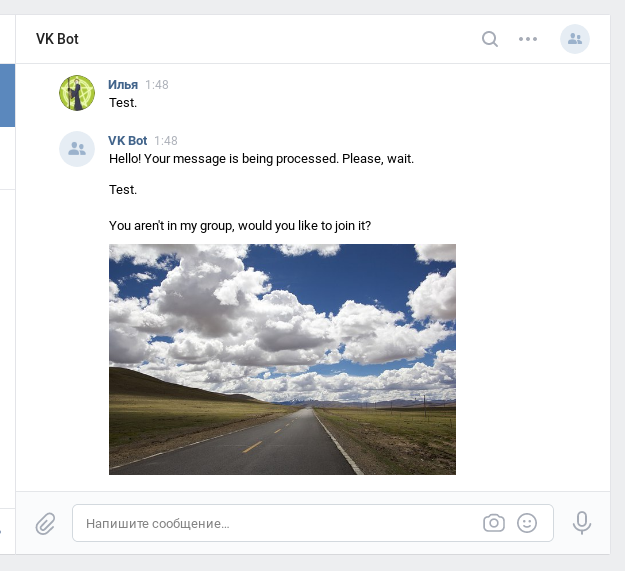 VK Bot
Илья 1:48
Test.
VK Bot 1:48
Hello! Your message is being processed. Please, wait.
Test.
You aren't in my group, would you like to join it?
Напишите сообщение...